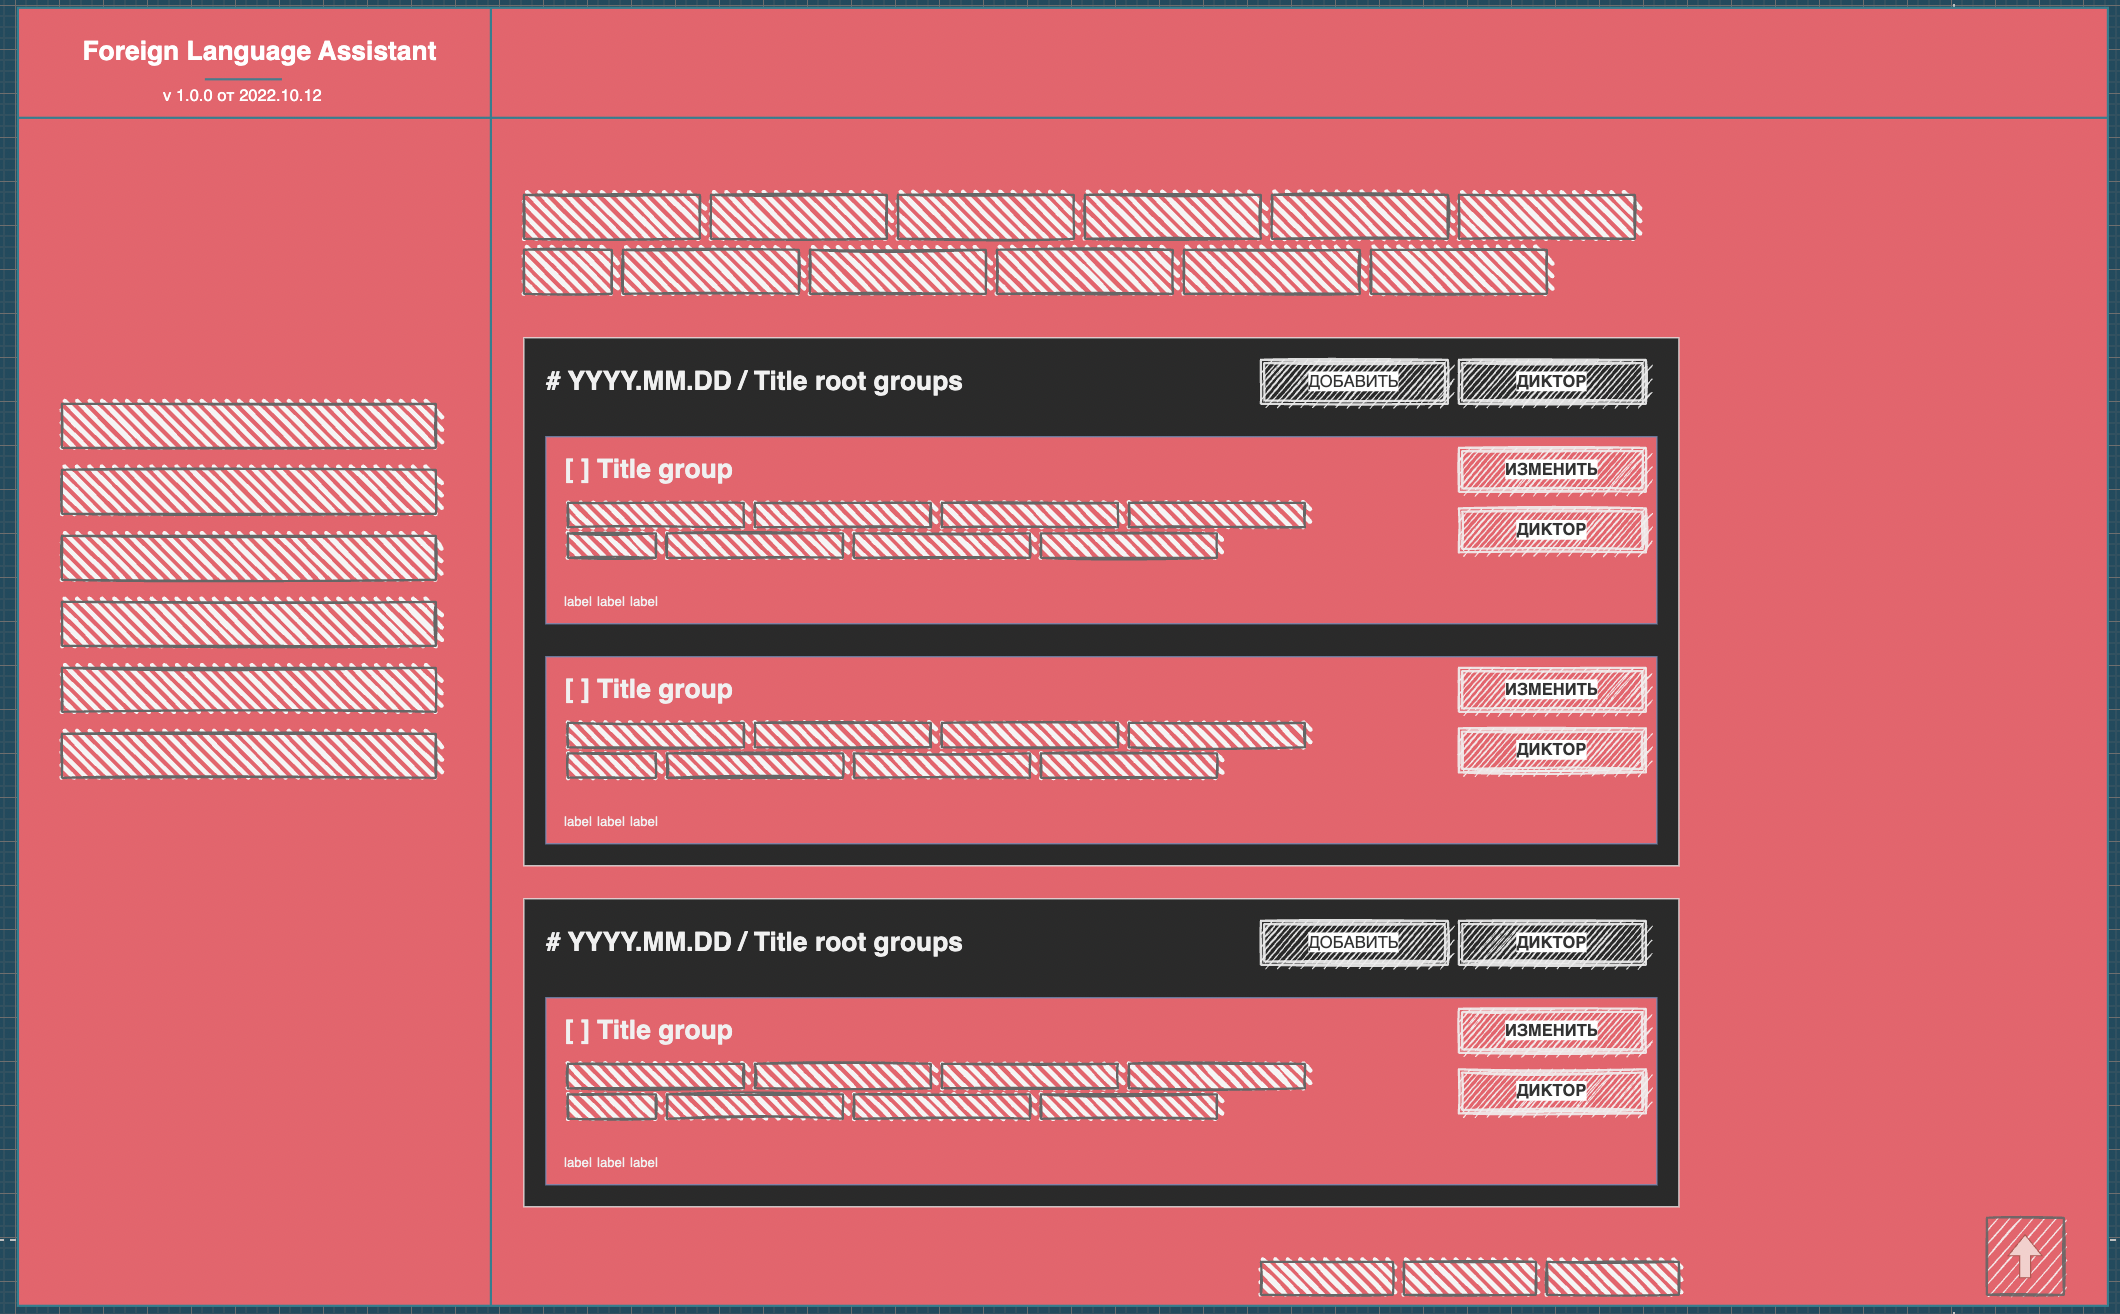 Foreign Language Assistant
v 1.0.0 от 2022.10.12
# YYYY.MM.DD / Title root groups
ДОБАВИТЬ
ДИКТОР
[ ] Title group
ИЗМЕНИТЬ
ДИКТОР
label label label
[ ] Title group
ИЗМЕНИТЬ
ДИКТОР
label label label
# YYYY.MM.DD / Title root groups
ДОБАВИТЬ
ДИКТОР
[ ] Title group
ИЗМЕНИТЬ
ДИКТОР
label label label